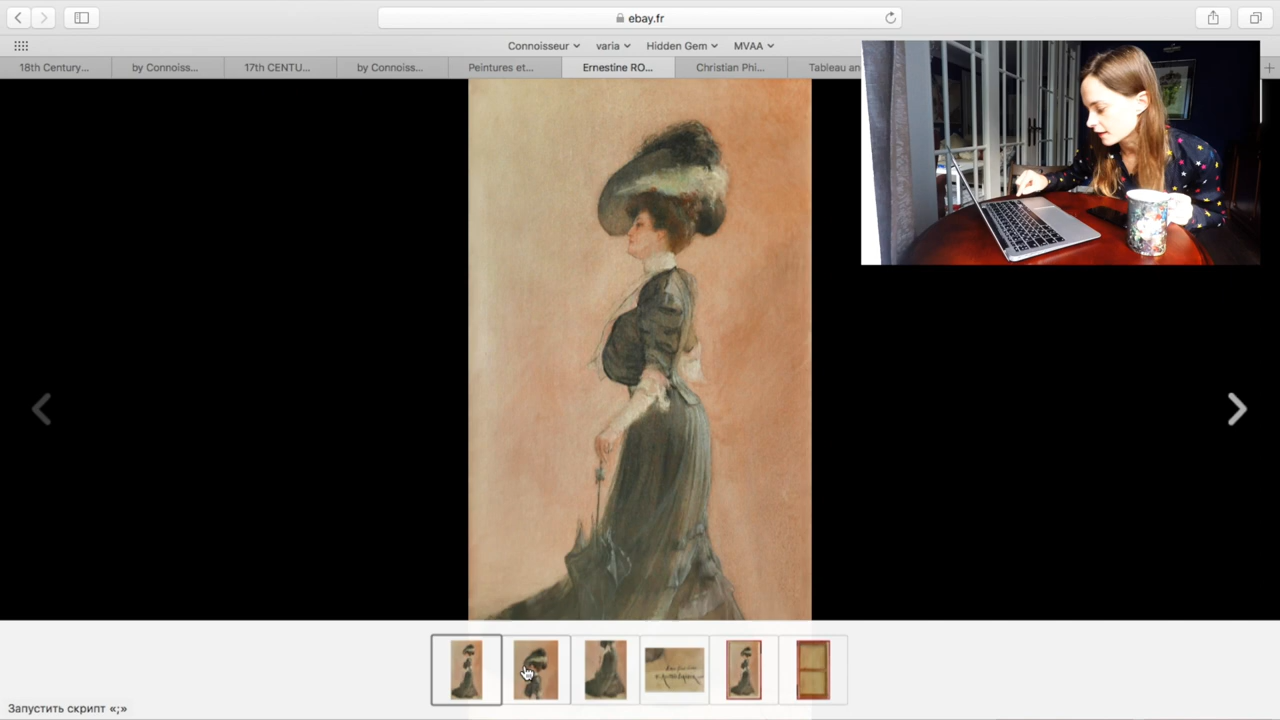 ebay.fr
Connoisseur varia Hidden Gem MVAA
18th Century... by Connoiss... 17TH CENTU... by Connoiss... Peintures et... Ernestine RO... Christian Phi... Tableau an
Запустить скрипт «;»